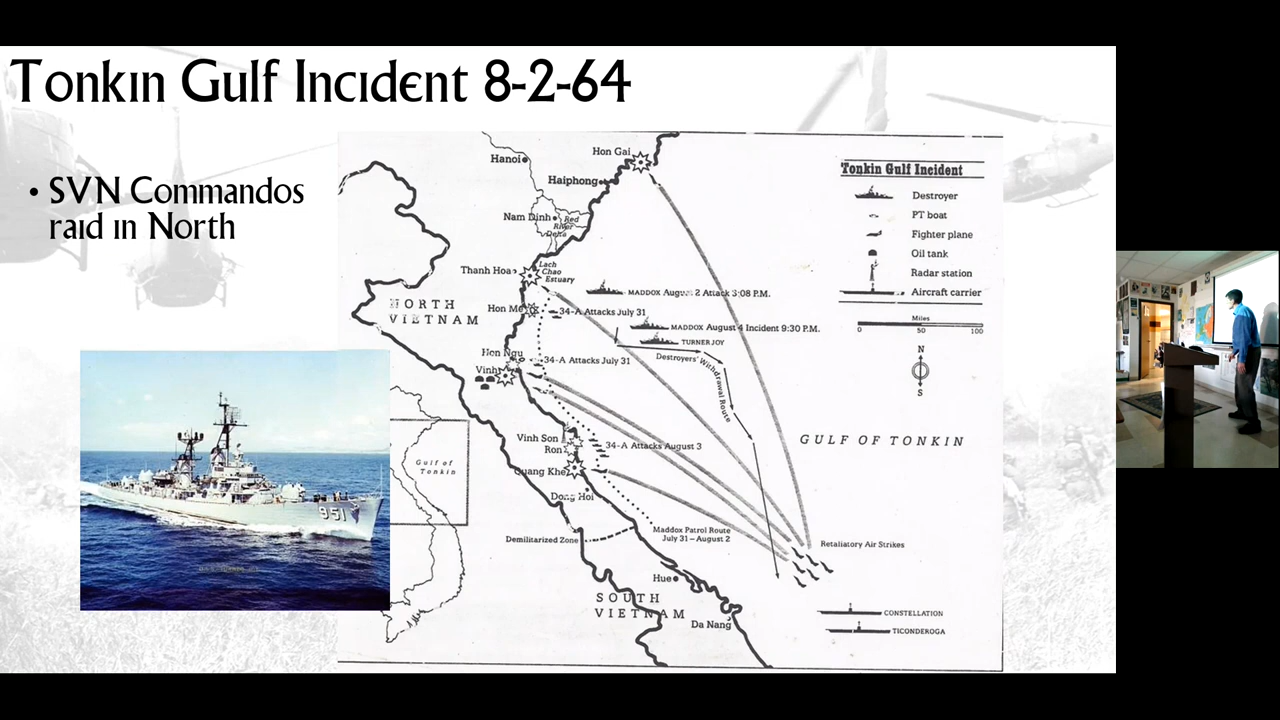 Tonkin Gulf Incident 8-2-64
• SVN Commandos
raid in North
Hanoi
Hon Gai
Haiphong
Nam Dinh
Red
River
Delta
Thanh Hoa
Lach
Chao
Estuary
NORTH
VIETNAM
Hon Me
34-A Attacks July 31
MADDOX August 2 Attack 3:08 P.M.
MADDOX August 4 Incident 9:30 P.M.
TURNER JOY
Destroyers' Withdrawal Route
Hon Ngu
34-A Attacks July 31
Vinh
Vinh Son
Ron
34-A Attacks August 3
Quang Khe
Dong Hoi
Maddox Patrol Route
July 31—August 2
Demilitarized Zone
Retaliatory Air Strikes
Hue
SOUTH
VIETNAM
Da Nang
CONSTELLATION
TICONDEROGA
GULF OF TONKIN
Tonkin Gulf Incident
Destroyer
PT boat
Fighter plane
Oil tank
Radar station
Aircraft carrier
Miles
0 50 100
N
S
Gulf of
Tonkin
951